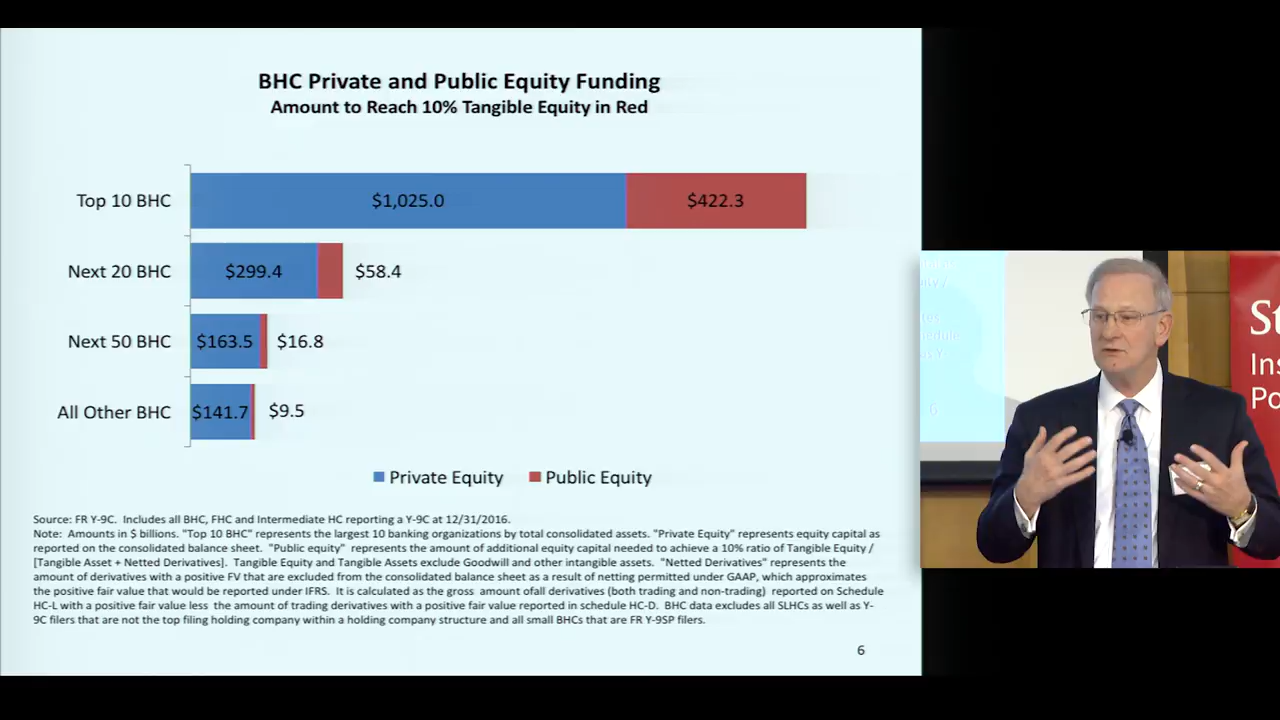 BHC Private and Public Equity Funding
Amount to Reach 10% Tangible Equity in Red
Top 10 BHC
$1,025.0
$422.3
Next 20 BHC
$299.4
$58.4
Next 50 BHC
$163.5
$16.8
All Other BHC
$141.7
$9.5
Private Equity
Public Equity
Source: FR Y-9C. Includes all BHC, FHC and Intermediate HC reporting a Y-9C at 12/31/2016.
Note: Amounts in $ billions. "Top 10 BHC" represents the largest 10 banking organizations by total consolidated assets. "Private Equity" represents equity capital as
reported on the consolidated balance sheet. "Public equity" represents the amount of additional equity capital needed to achieve a 10% ratio of Tangible Equity /
[Tangible Asset + Netted Derivatives]. Tangible Equity and Tangible Assets exclude Goodwill and other intangible assets. "Netted Derivatives" represents the
amount of derivatives with a positive FV that are excluded from the consolidated balance sheet as a result of netting permitted under GAAP, which approximates
the positive fair value that would be reported under IFRS. It is calculated as the gross amount ofall derivatives (both trading and non-trading) reported on Schedule
HC-L with a positive fair value less the amount of trading derivatives with a positive fair value reported in schedule HC-D. BHC data excludes all SLHCs as well as Y-
9C filers that are not the top filing holding company within a holding company structure and all small BHCs that are FR Y-9SP filers.
6
St
Ins
Po
6